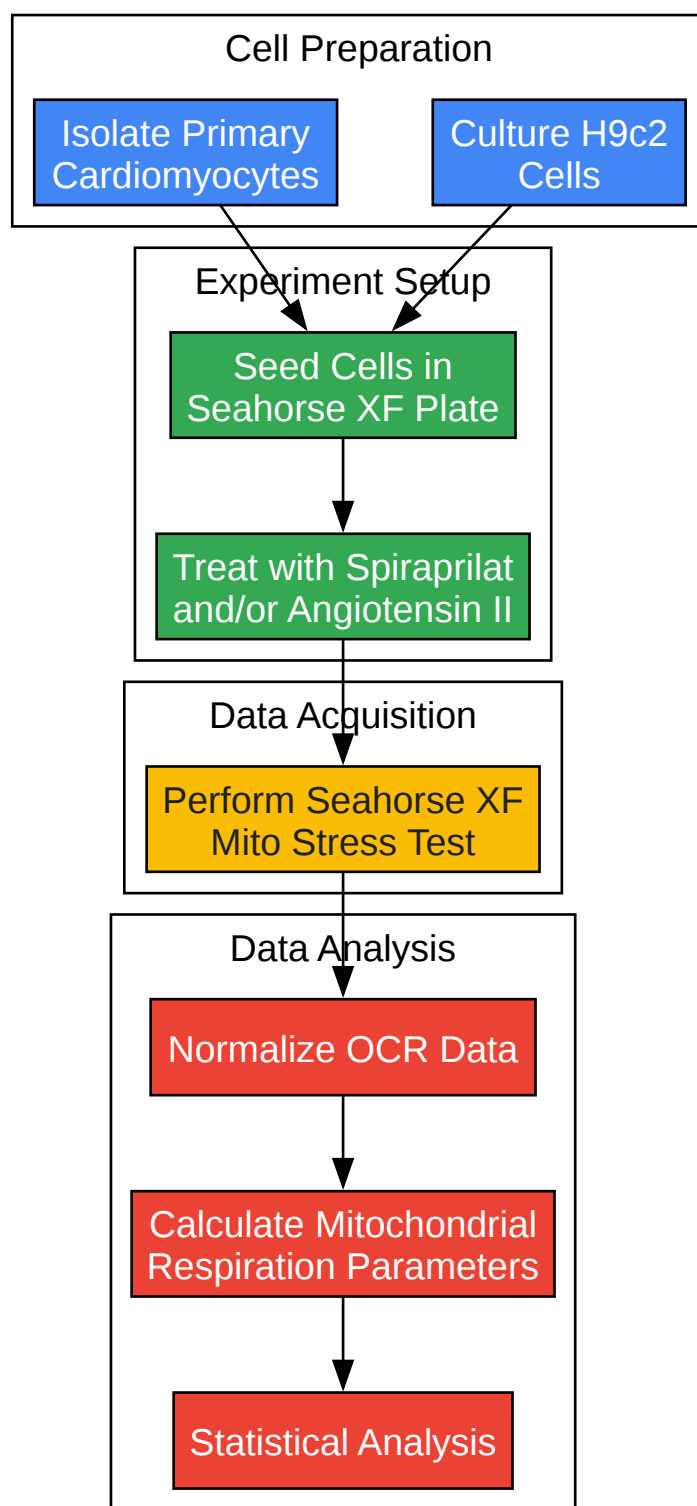 Cell Preparation
Isolate Primary
Cardiomyocytes
Culture H9c2
Cells
Experiment Setup
Seed Cells in
Seahorse XF Plate
Treat with Spiraprilat
and/or Angiotensin II
Data Acquisition
Perform Seahorse XF
Mito Stress Test
Data Analysis
Normalize OCR Data
Calculate Mitochondrial
Respiration Parameters
Statistical Analysis